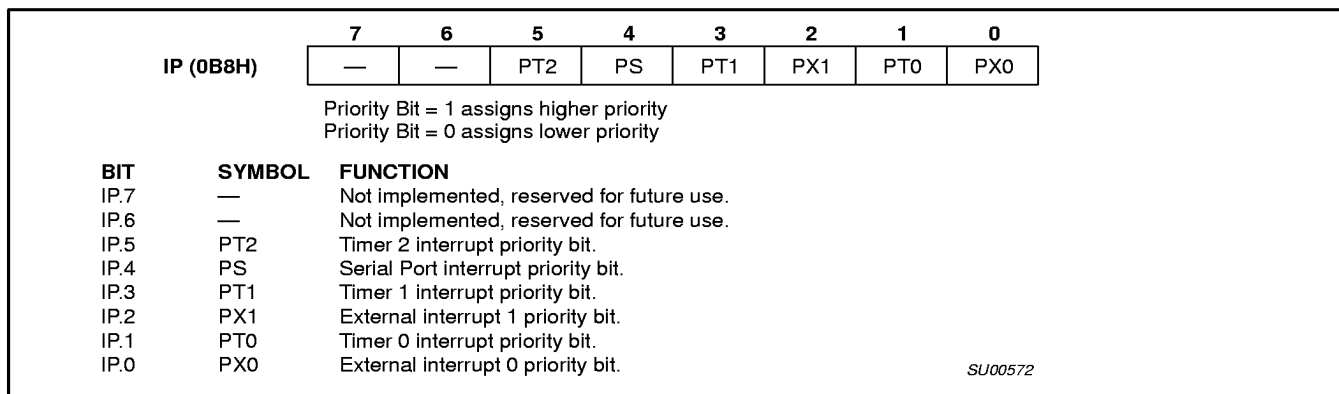 7 6 5 4 3 2 1 0
IP (0B8H) — — PT2 PS PT1 PX1 PT0 PX0
Priority Bit = 1 assigns higher priority
Priority Bit = 0 assigns lower priority
BIT SYMBOL FUNCTION
IP.7 — Not implemented, reserved for future use.
IP.6 — Not implemented, reserved for future use.
IP.5 PT2 Timer 2 interrupt priority bit.
IP.4 PS Serial Port interrupt priority bit.
IP.3 PT1 Timer 1 interrupt priority bit.
IP.2 PX1 External interrupt 1 priority bit.
IP.1 PT0 Timer 0 interrupt priority bit.
IP.0 PX0 External interrupt 0 priority bit.
SU00572